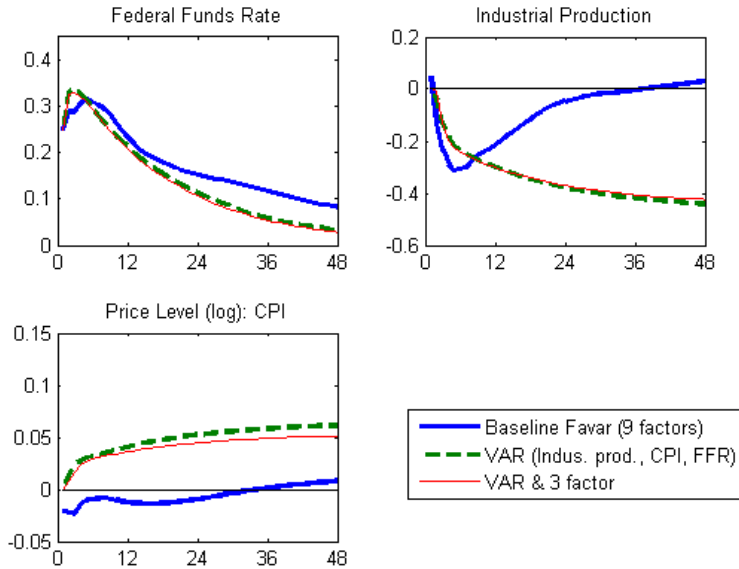 Federal Funds Rate
0.4
0.3
0.2
0.1
0
0 12 24 36 48
Industrial Production
0.2
0
-0.2
-0.4
-0.6
0 12 24 36 48
Price Level (log): CPI
0.15
0.1
0.05
0
-0.05
0 12 24 36 48
Baseline Favar (9 factors)
VAR (Indus. prod., CPI, FFR)
VAR & 3 factor